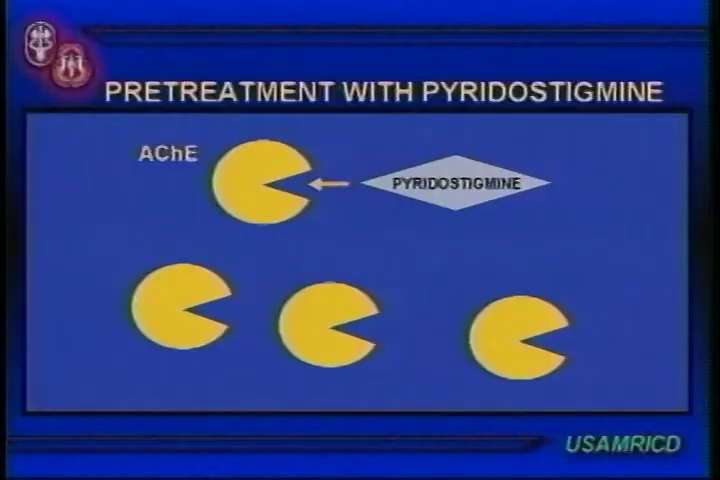 PRETREATMENT WITH PYRIDOSTIGMINE
AChE
PYRIDOSTIGMINE
USAMRICD